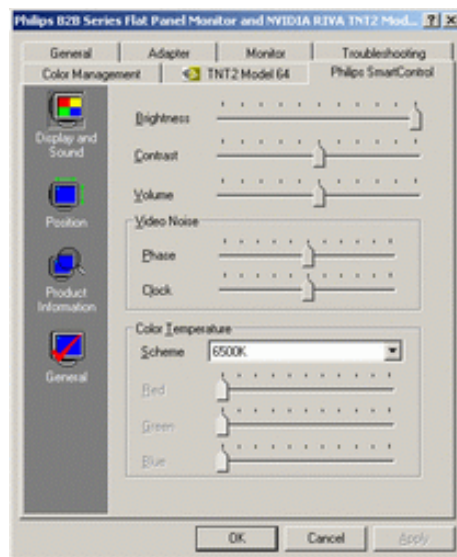 Philips B2B Series Flat Panel Monitor and NVIDIA RIVA TNT2 Mod...
General Adapter Monitor Troubleshooting
Color Management TNT2 Model 64 Philips SmartControl
Display and Sound
Position
Product Information
General
Brightness
Contrast
Volume
Video Noise
Phase
Clock
Color Temperature
Scheme 6500K
Red
Green
Blue
OK Cancel Apply